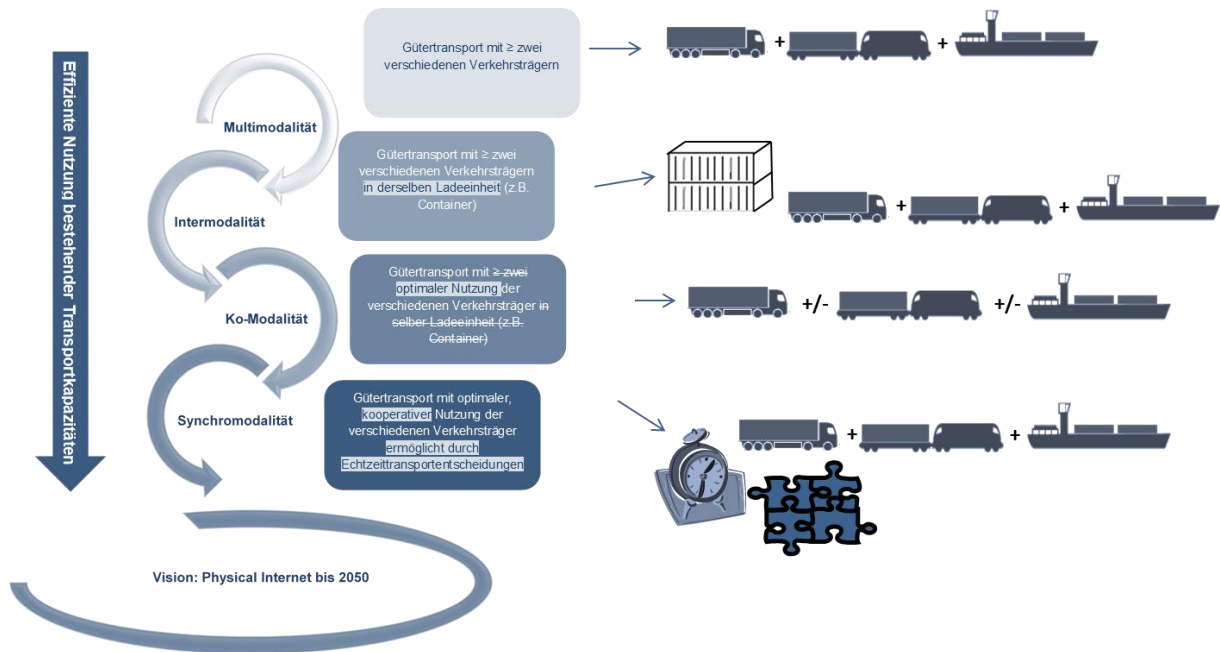 Effiziente Nutzung bestehender Transportkapazitäten
Gütertransport mit ≥ zwei
verschiedenen Verkehrsträgern
+
+
Multimodalität
Gütertransport mit ≥ zwei
verschiedenen Verkehrsträgern
in derselben Ladeeinheit (z.B.
Container)
+
+
Intermodalität
Gütertransport mit ≥ zwei
optimaler Nutzung der
verschiedenen Verkehrsträger in
selber Ladeeinheit (z.B.
Container)
+/-
+/-
Ko-Modalität
Gütertransport mit optimaler,
kooperativer Nutzung der
verschiedenen Verkehrsträger
ermöglicht durch
Echtzeittransportentscheidungen
+
+
Synchromodalität
Vision: Physical Internet bis 2050